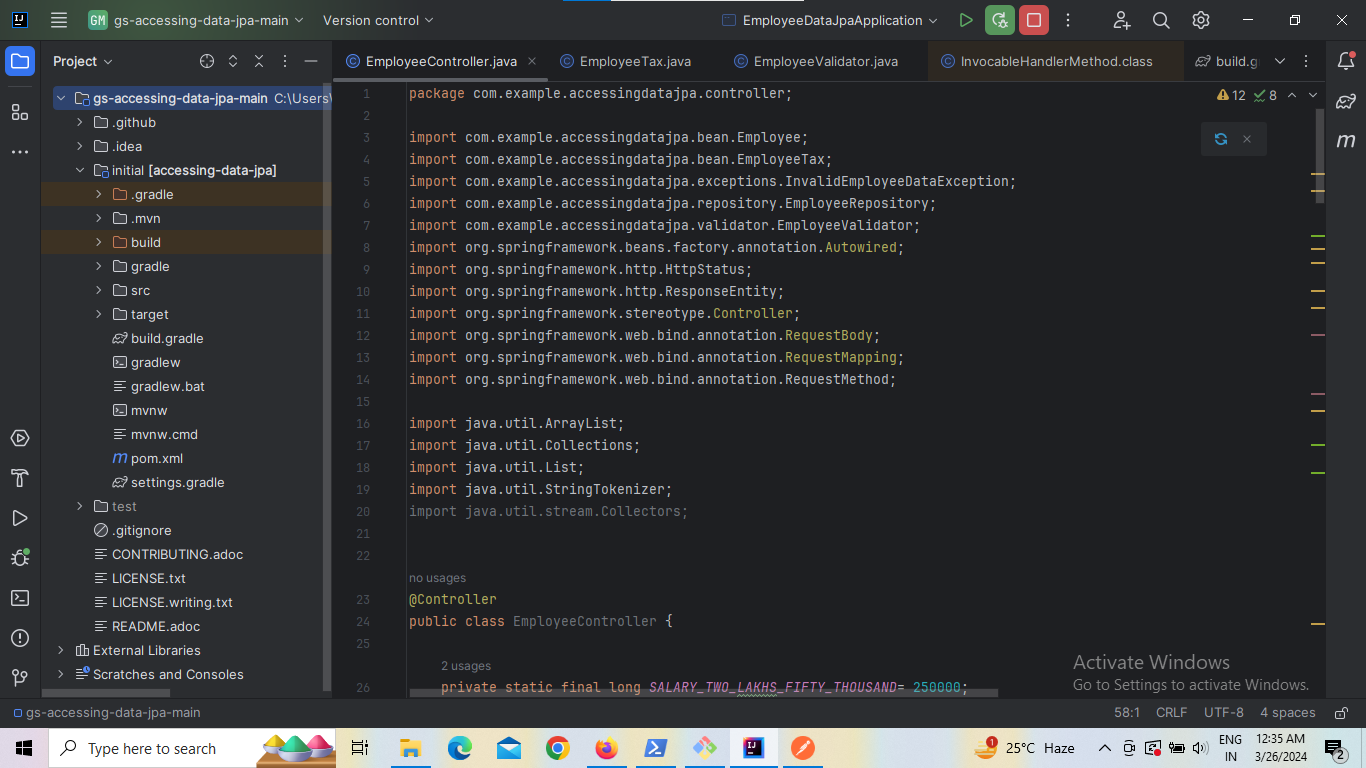 GM gs-accessing-data-jpa-main Version control EmployeeDataJpaApplication
Project
EmployeeController.java EmployeeTax.java EmployeeValidator.java InvocableHandlerMethod.class build.g
gs-accessing-data-jpa-main C:\Users\
.github
.idea
initial [accessing-data-jpa]
.gradle
.mvn
build
gradle
src
target
build.gradle
gradlew
gradlew.bat
mvnw
mvnw.cmd
m pom.xml
settings.gradle
test
.gitignore
CONTRIBUTING.adoc
LICENSE.txt
LICENSE.writing.txt
README.adoc
External Libraries
Scratches and Consoles
12 8
1 package com.example.accessingdatajpa.controller;
2
3 import com.example.accessingdatajpa.bean.Employee;
4 import com.example.accessingdatajpa.bean.EmployeeTax;
5 import com.example.accessingdatajpa.exceptions.InvalidEmployeeDataException;
6 import com.example.accessingdatajpa.repository.EmployeeRepository;
7 import com.example.accessingdatajpa.validator.EmployeeValidator;
8 import org.springframework.beans.factory.annotation.Autowired;
9 import org.springframework.http.HttpStatus;
10 import org.springframework.http.ResponseEntity;
11 import org.springframework.stereotype.Controller;
12 import org.springframework.web.bind.annotation.RequestBody;
13 import org.springframework.web.bind.annotation.RequestMapping;
14 import org.springframework.web.bind.annotation.RequestMethod;
15
16 import java.util.ArrayList;
17 import java.util.Collections;
18 import java.util.List;
19 import java.util.StringTokenizer;
20 import java.util.stream.Collectors;
21
22
no usages
23 @Controller
24 public class EmployeeController {
25
2 usages
26 private static final long SALARY_TWO_LAKHS_FIFTY_THOUSAND= 250000;
m
Activate Windows
Go to Settings to activate Windows.
gs-accessing-data-jpa-main 58:1 CRLF UTF-8 4 spaces
Type here to search
1 25°C Haze
ENG
IN
12:35 AM
3/26/2024
2